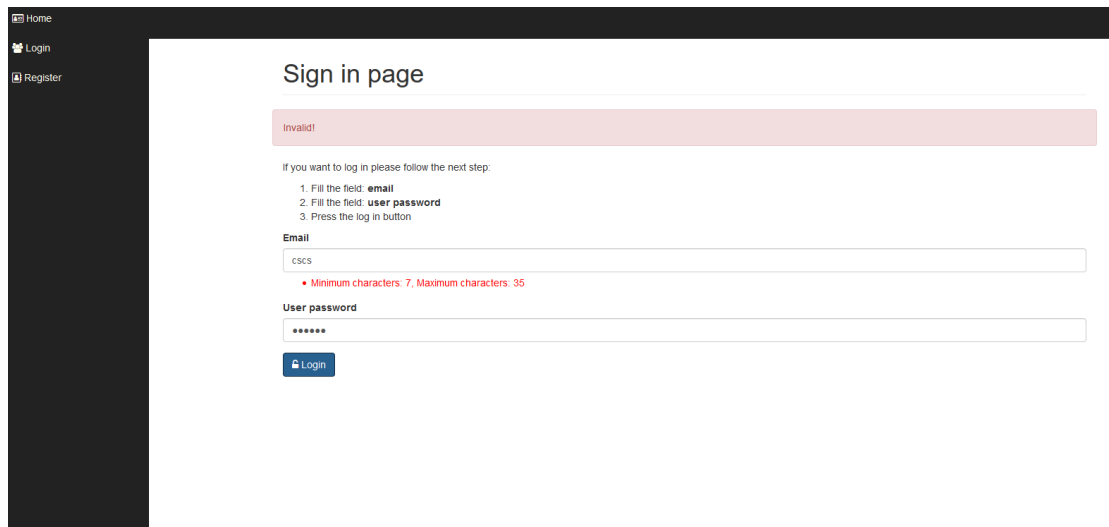 Home
Login
Register
Sign in page
Invalid!
If you want to log in please follow the next step:
1. Fill the field: email
2. Fill the field: user password
3. Press the log in button
Email
cscs
• Minimum characters: 7, Maximum characters: 35
User password
••••••
Login